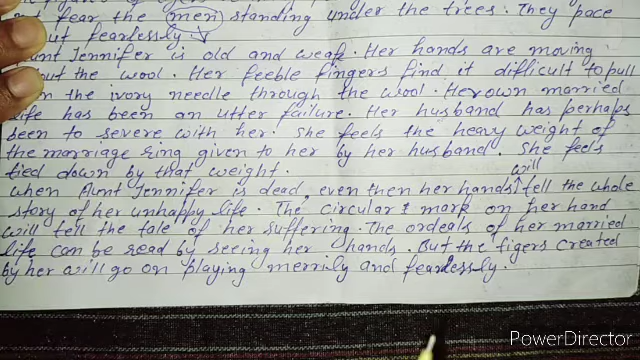 fear the (men) standing under the trees. They pace
fearlessly
Jennifer is old and weak. Her hands are moving
the wool. Her feeble fingers find it difficult to pull
the ivory needle through the wool. Her own married
life has been an utter failure. Her husband has perhaps
been to severe with her. She feels the heavy weight of
the marriage ring given to her by her husband. She feels
tied down by that weight.
when Aunt Jennifer is dead, even then her hands will tell the whole
story of her unhappy life. The circular mark on her hand
will tell the tale of her suffering. The ordeals of her married
life can be read by seeing her hands. But the tigers created
by her will go on playing merrily and fearlessly.
PowerDirector